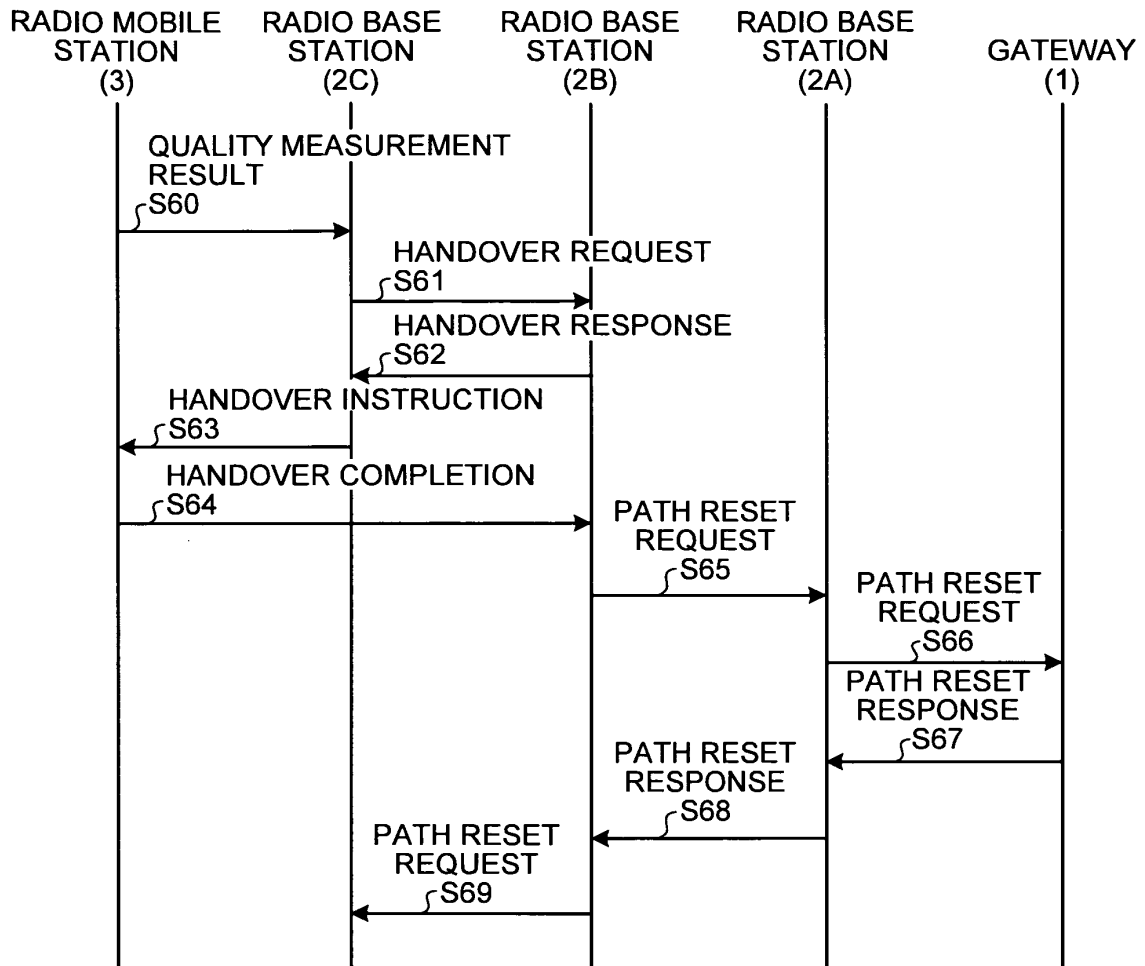 RADIO MOBILE
STATION
(3)
RADIO BASE
STATION
(2C)
RADIO BASE
STATION
(2B)
RADIO BASE
STATION
(2A)
GATEWAY
(1)
QUALITY MEASUREMENT
RESULT
S60
HANDOVER REQUEST
S61
HANDOVER RESPONSE
S62
HANDOVER INSTRUCTION
S63
HANDOVER COMPLETION
S64
PATH RESET
REQUEST
S65
PATH RESET
REQUEST
S66
PATH RESET
RESPONSE
S67
PATH RESET
RESPONSE
S68
PATH RESET
REQUEST
S69